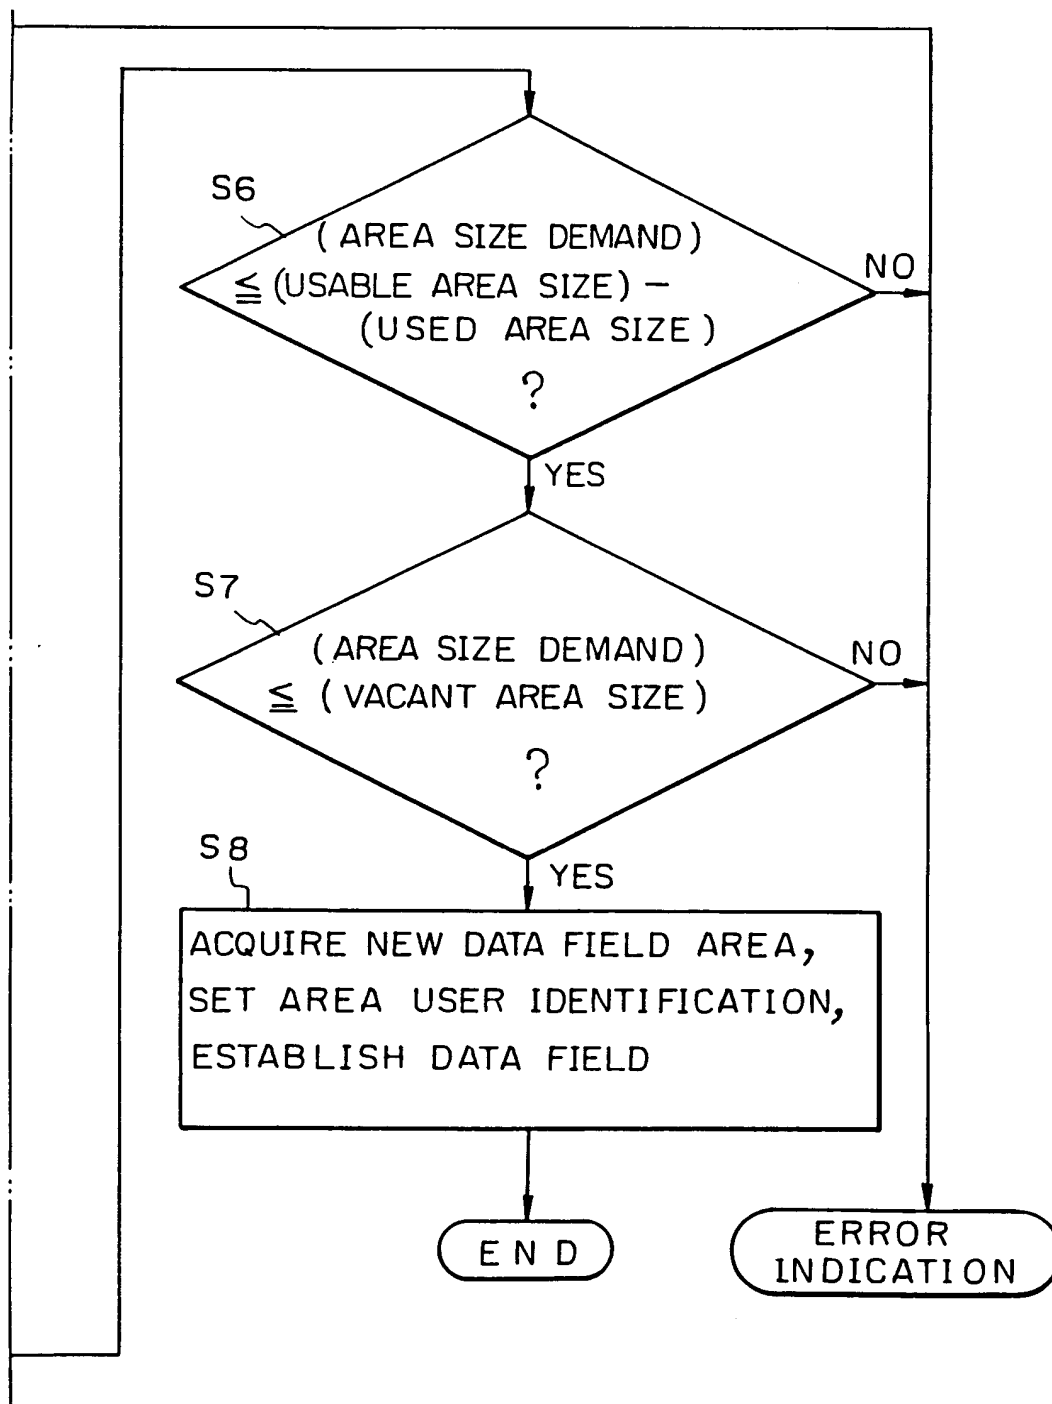 S6
(AREA SIZE DEMAND)
≦(USABLE AREA SIZE)−
(USED AREA SIZE)
?
NO
YES
S7
(AREA SIZE DEMAND)
≦(VACANT AREA SIZE)
?
NO
YES
S8
ACQUIRE NEW DATA FIELD AREA,
SET AREA USER IDENTIFICATION,
ESTABLISH DATA FIELD
END
ERROR
INDICATION